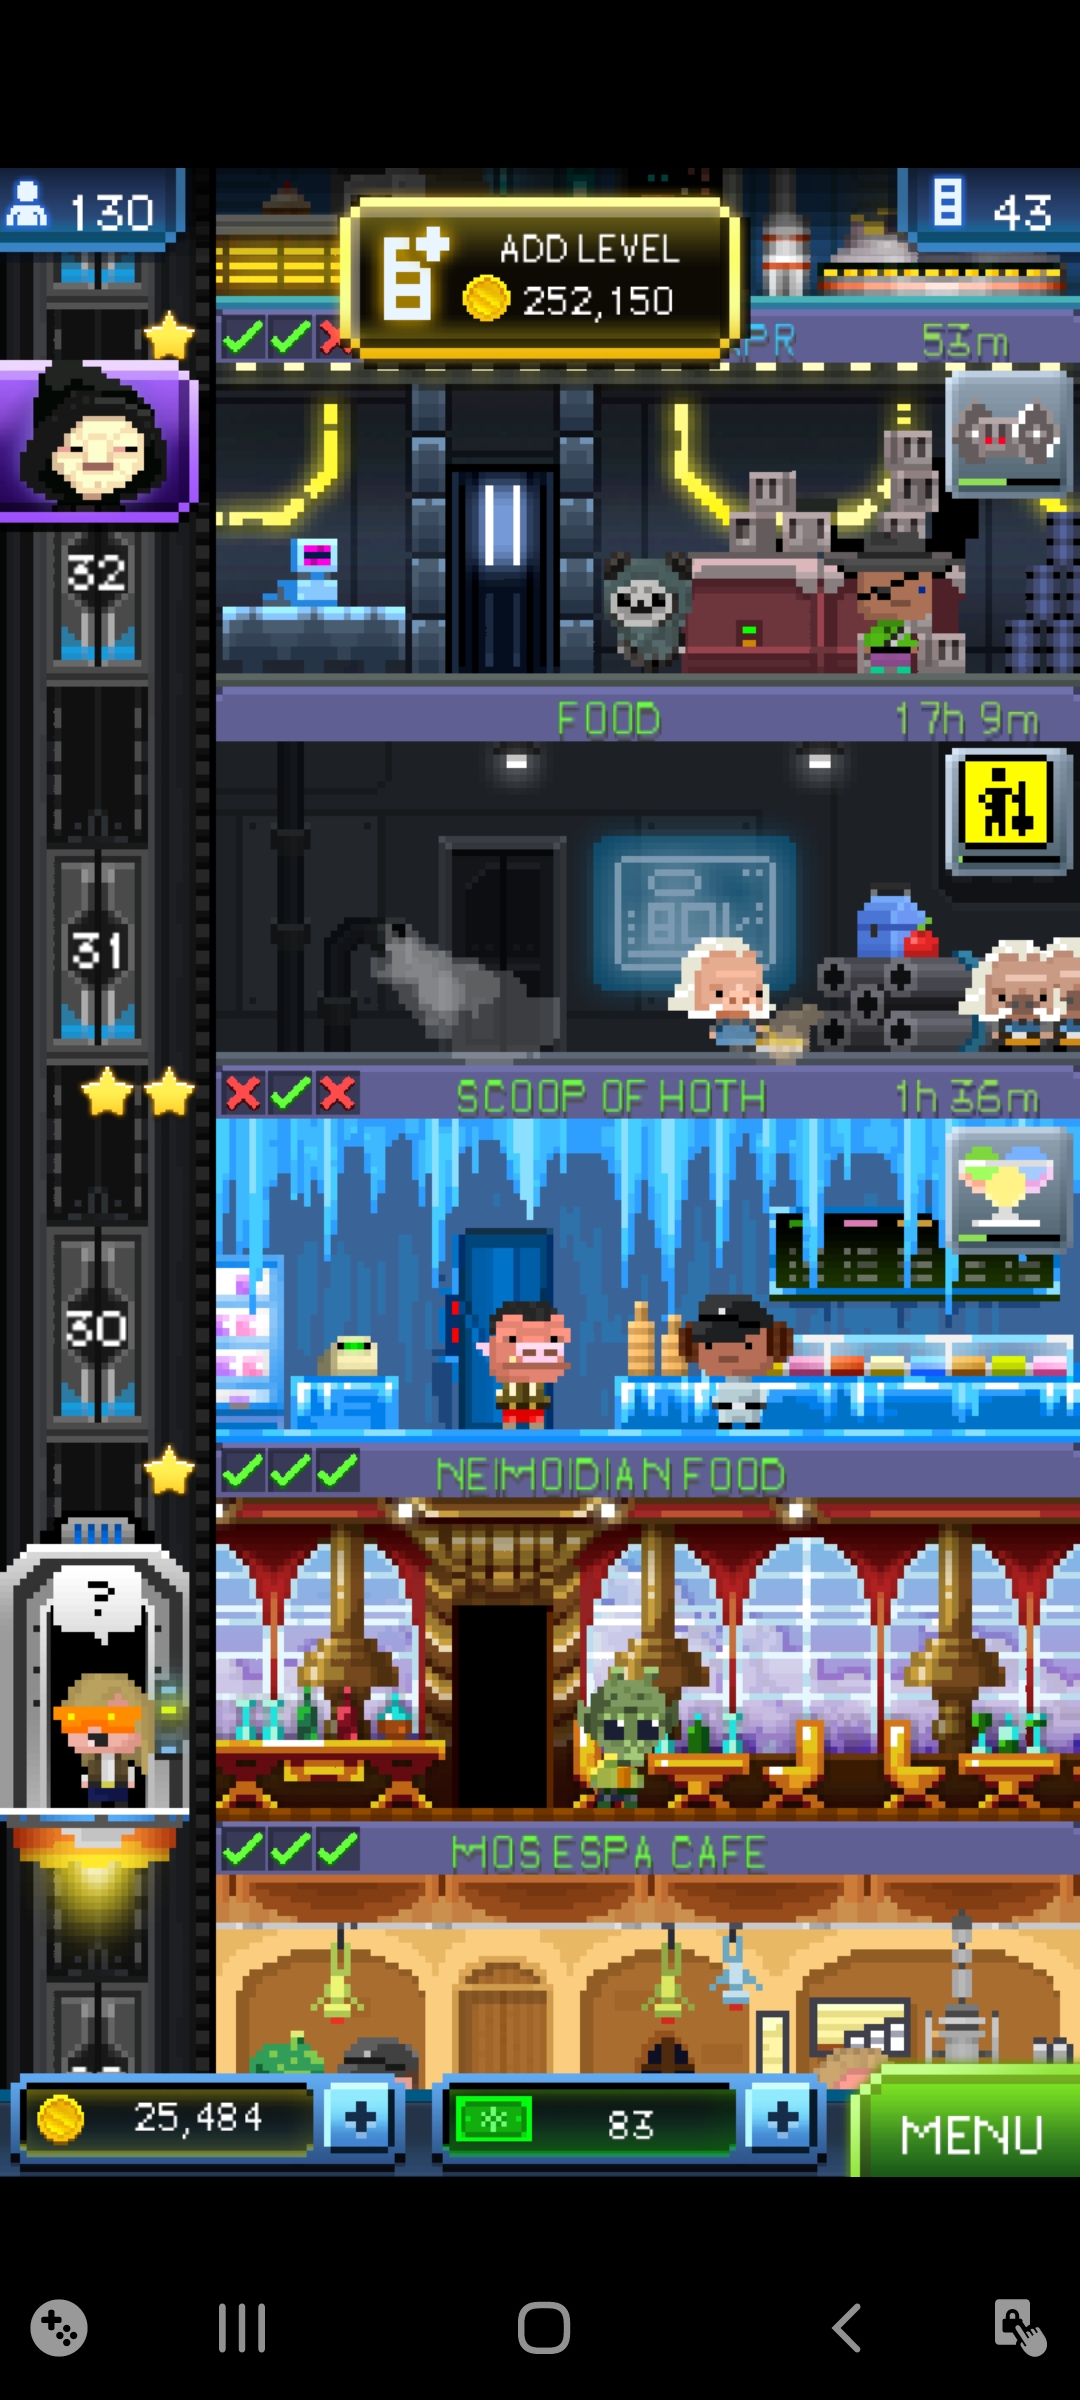 130
43
ADD LEVEL
252,150
53m
32
FOOD 17h 9m
31
SCOOP OF HOTH 1h 36m
30
NEIMOIDIAN FOOD
?
MOS ESPA CAFE
25,484
83
MENU